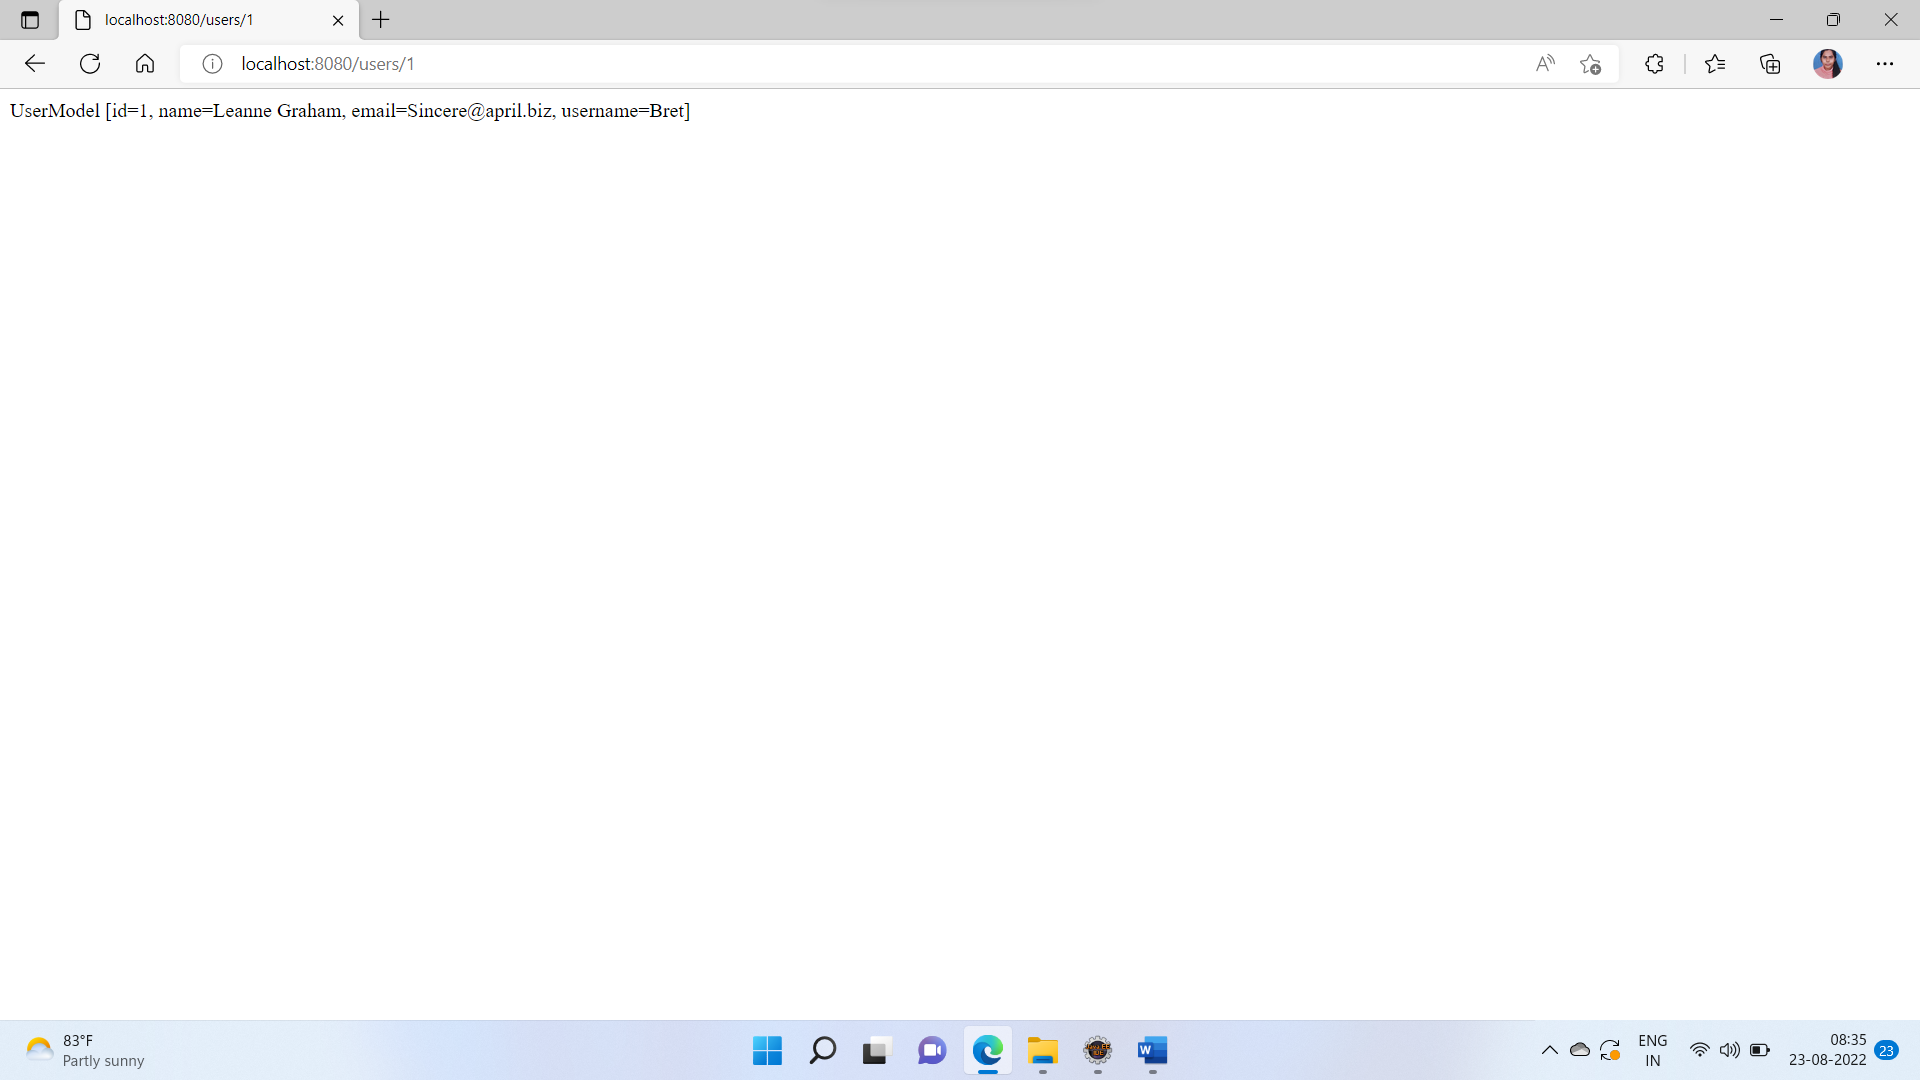 localhost:8080/users/1
localhost:8080/users/1
UserModel [id=1, name=Leanne Graham, email=Sincere@april.biz, username=Bret]
83°F
Partly sunny
W
ENG
IN
08:35
23-08-2022
23